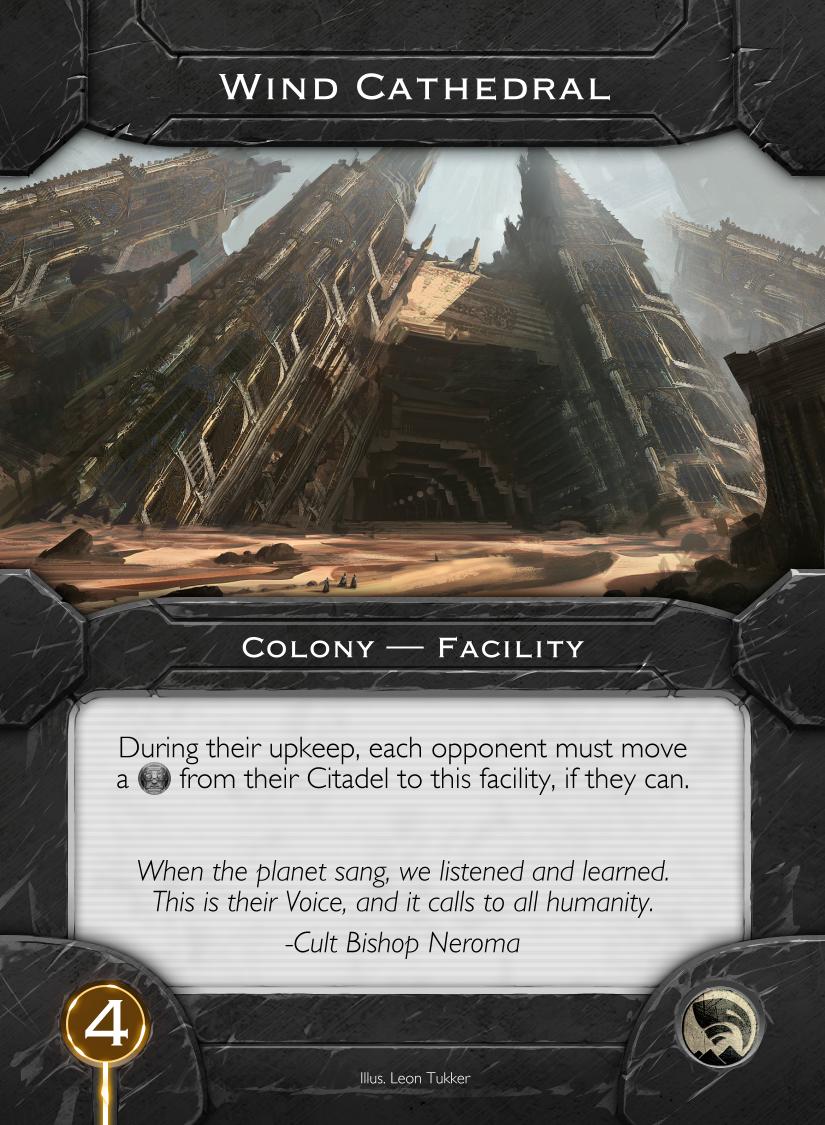 Wind Cathedral
Colony — Facility
During their upkeep, each opponent must move
a from their Citadel to this facility, if they can.
When the planet sang, we listened and learned.
This is their Voice, and it calls to all humanity.
-Cult Bishop Neroma
4
Illus. Leon Tukker